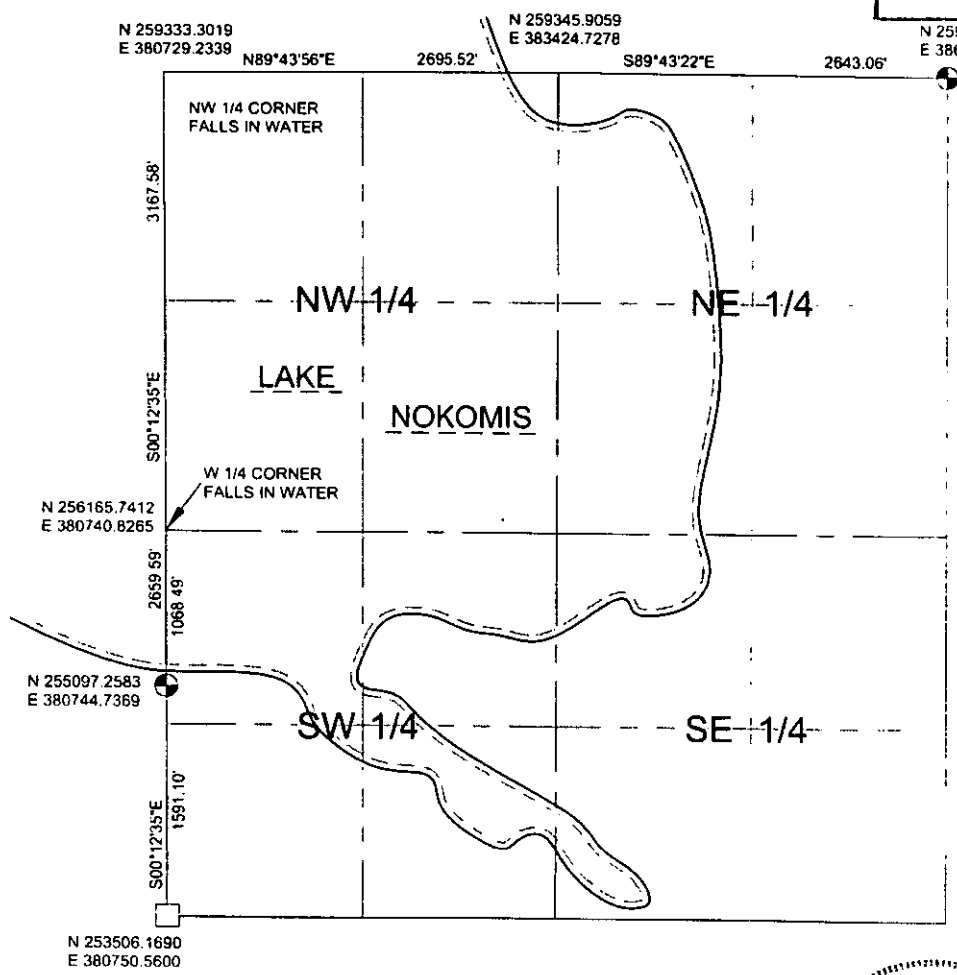 N 259333.3019
E 380729.2339
N 259345.9059
E 383424.7278
N89°43'56"E
2695.52'
S89°43'22"E
2643.06'
NW 1/4 CORNER
FALLS IN WATER
3167.58'
NW 1/4
NE 1/4
LAKE
NOKOMIS
S00°12'35"E
W 1/4 CORNER
FALLS IN WATER
N 256165.7412
E 380740.8265
2659.59'
1068.49'
N 255097.2583
E 380744.7369
SW 1/4
SE 1/4
1591.10'
S00°12'35"E
N 253506.1690
E 380750.5600